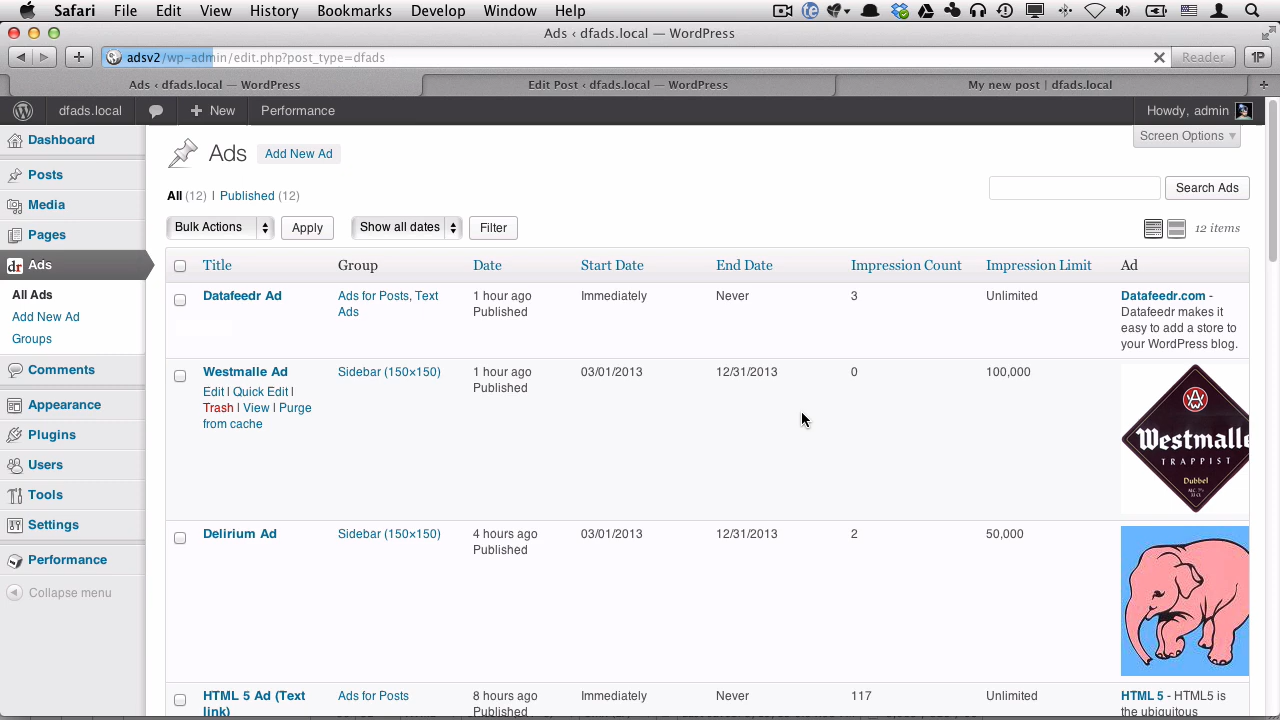 Safari File Edit View History Bookmarks Develop Window Help
Ads ‹ dfads.local — WordPress
adsv2/wp-admin/edit.php?post_type=dfads
Reader
1P
Ads ‹ dfads.local — WordPress
Edit Post ‹ dfads.local — WordPress
My new post | dfads.local
dfads.local
+ New
Performance
Howdy, admin
Screen Options
Dashboard
Posts
Media
Pages
dr Ads
All Ads
Add New Ad
Groups
Comments
Appearance
Plugins
Users
Tools
Settings
Performance
Collapse menu
Ads
Add New Ad
All (12) | Published (12)
Search Ads
Bulk Actions
Apply
Show all dates
Filter
12 items
Title Group Date Start Date End Date Impression Count Impression Limit Ad
Datafeedr Ad
Ads for Posts, Text
Ads
1 hour ago
Published
Immediately
Never
3
Unlimited
Datafeedr.com -
Datafeedr makes it
easy to add a store to
your WordPress blog.
Westmalle Ad
Edit | Quick Edit |
Trash | View | Purge
from cache
Sidebar (150×150)
1 hour ago
Published
03/01/2013
12/31/2013
0
100,000
Westmalle
TRAPPIST
Dubbel
Delirium Ad
Sidebar (150×150)
4 hours ago
Published
03/01/2013
12/31/2013
2
50,000
HTML 5 Ad (Text
link)
Ads for Posts
8 hours ago
Published
Immediately
Never
117
Unlimited
HTML 5 - HTML5 is
the ubiquitous